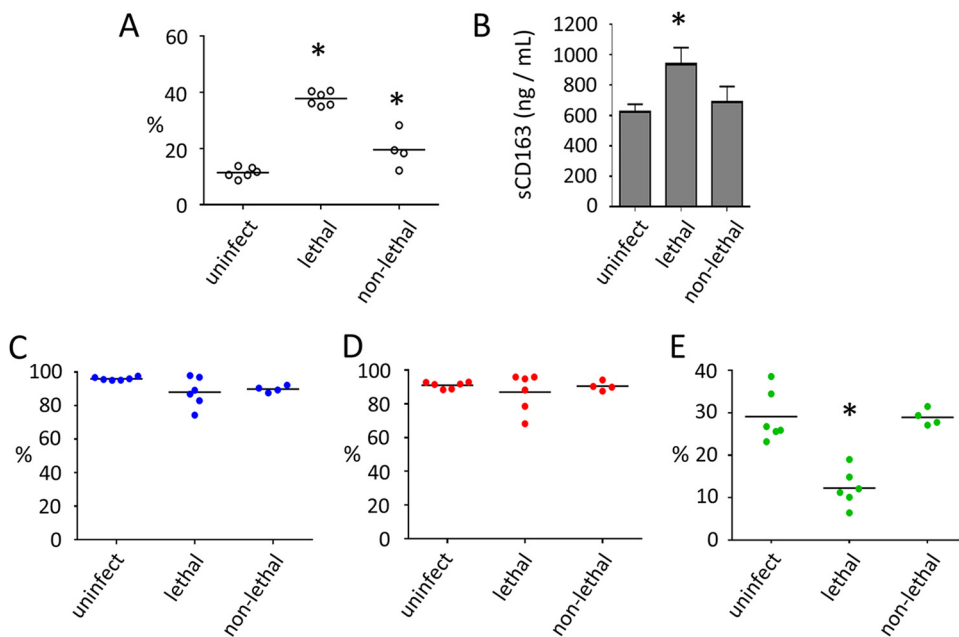 A
60
*
40
*
%
20
0
uninfect
lethal
non-lethal
B
1200
*
1000
800
600
400
200
0
sCD163 (ng / mL)
uninfect
lethal
non-lethal
C
100
80
60
%
40
20
0
uninfect
lethal
non-lethal
D
100
80
60
%
40
20
0
uninfect
lethal
non-lethal
E
40
*
30
%
20
10
0
uninfect
lethal
non-lethal